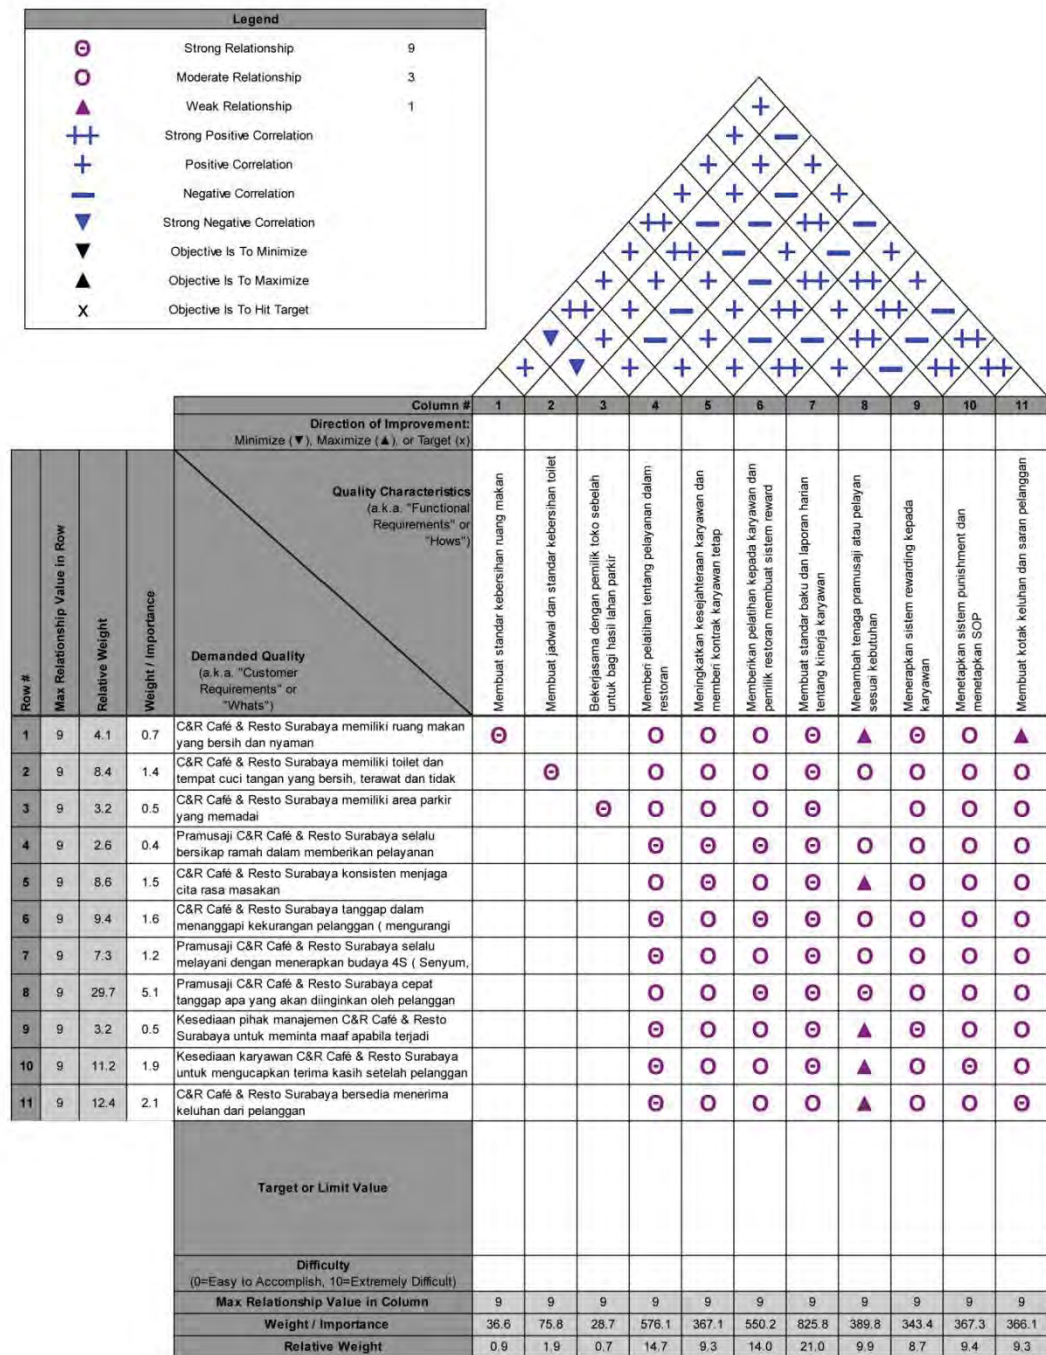 Legend
Strong Relationship 9
Moderate Relationship 3
Weak Relationship 1
Strong Positive Correlation
Positive Correlation
Negative Correlation
Strong Negative Correlation
Objective Is To Minimize
Objective Is To Maximize
X Objective Is To Hit Target
Column # 1 2 3 4 5 6 7 8 9 10 11
Direction of Improvement:
Minimize (▼), Maximize (▲), or Target (x)
Row #
Max Relationship Value in Row
Relative Weight
Weight / Importance
Quality Characteristics
(a.k.a. "Functional
Requirements" or
"Hows")
Demanded Quality
(a.k.a. "Customer
Requirements" or
"Whats")
Membuat standar kebersihan ruang makan
Membuat jadwal dan standar kebersihan toilet
Bekerjasama dengan pemilik toko sebelah
untuk bagi hasil lahan parkir
Memberi pelatihan tentang pelayanan dalam
restoran
Meningkatkan kesejahteraan karyawan dan
memberi kontrak karyawan tetap
Memberikan pelatihan kepada karyawan dan
pemilik restoran membuat sistem reward
Membuat standar baku dan laporan harian
tentang kinerja karyawan
Menambah tenaga pramusaji atau pelayan
sesuai kebutuhan
Menerapkan sistem rewarding kepada
karyawan
Menetapkan sistem punishment dan
menetapkan SOP
Membuat kotak keluhan dan saran pelanggan
1 9 4.1 0.7 C&R Café & Resto Surabaya memiliki ruang makan
yang bersih dan nyaman
2 9 8.4 1.4 C&R Café & Resto Surabaya memiliki toilet dan
tempat cuci tangan yang bersih, terawat dan tidak
3 9 3.2 0.5 C&R Café & Resto Surabaya memiliki area parkir
yang memadai
4 9 2.6 0.4 Pramusaji C&R Café & Resto Surabaya selalu
bersikap ramah dalam memberikan pelayanan
5 9 8.6 1.5 C&R Café & Resto Surabaya konsisten menjaga
cita rasa masakan
6 9 9.4 1.6 C&R Café & Resto Surabaya tanggap dalam
menanggapi kekurangan pelanggan ( mengurangi
7 9 7.3 1.2 Pramusaji C&R Café & Resto Surabaya selalu
melayani dengan menerapkan budaya 4S ( Senyum,
8 9 29.7 5.1 Pramusaji C&R Café & Resto Surabaya cepat
tanggap apa yang akan diinginkan oleh pelanggan
9 9 3.2 0.5 Kesediaan pihak manajemen C&R Café & Resto
Surabaya untuk meminta maaf apabila terjadi
10 9 11.2 1.9 Kesediaan karyawan C&R Café & Resto Surabaya
untuk mengucapkan terima kasih setelah pelanggan
11 9 12.4 2.1 C&R Café & Resto Surabaya bersedia menerima
keluhan dari pelanggan
Target or Limit Value
Difficulty
(0=Easy to Accomplish, 10=Extremely Difficult)
Max Relationship Value in Column 9 9 9 9 9 9 9 9 9 9 9
Weight / Importance 36.6 75.8 28.7 576.1 367.1 550.2 825.8 389.8 343.4 367.3 366.1
Relative Weight 0.9 1.9 0.7 14.7 9.3 14.0 21.0 9.9 8.7 9.4 9.3